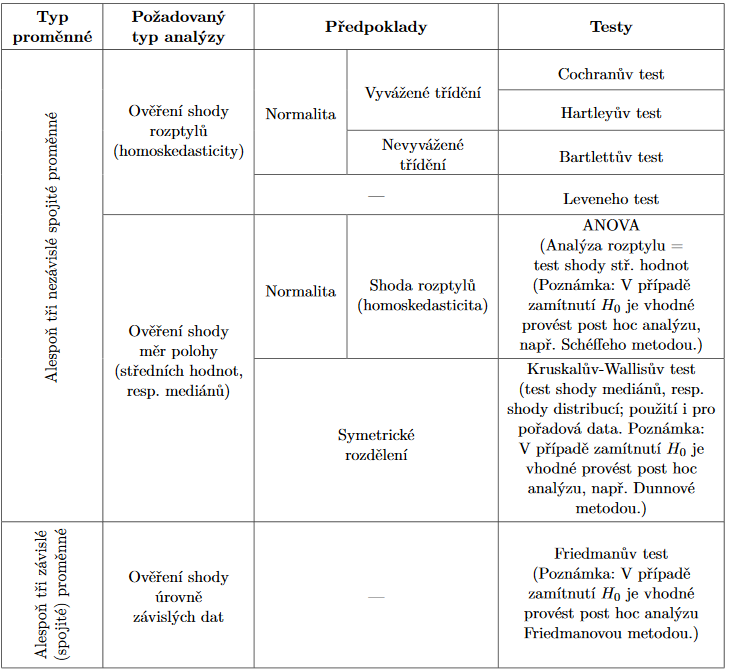 Typ
proměnné
Požadovaný
typ analýzy
Předpoklady
Testy
Alespoň tři nezávislé spojité proměnné
Ověření shody
rozptylů
(homoskedasticity)
Normalita
Vyvážené třídění
Cochranův test
Hartleyův test
Nevyvážené
třídění
Bartlettův test
—
Leveneho test
Ověření shody
měr polohy
(středních hodnot,
resp. mediánů)
Normalita
Shoda rozptylů
(homoskedasticita)
ANOVA
(Analýza rozptylu =
test shody stř. hodnot
(Poznámka: V případě
zamítnutí H₀ je vhodné
provést post hoc analýzu,
např. Schéffeho metodou.)
Symetrické
rozdělení
Kruskalův-Wallisův test
(test shody mediánů, resp.
shody distribucí; použití i pro
pořadová data. Poznámka:
V případě zamítnutí H₀ je
vhodné provést post hoc
analýzu, např. Dunnové
metodou.)
Alespoň tři závislé
(spojité) proměnné
Ověření shody
úrovně
závislých dat
—
Friedmanův test
(Poznámka: V případě
zamítnutí H₀ je vhodné
provést post hoc analýzu
Friedmanovou metodou.)